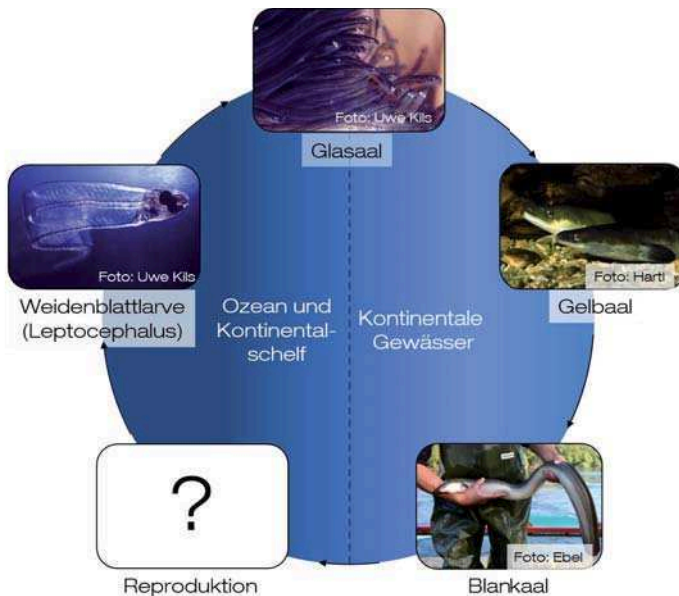 Foto: Uwe Kils
Glasaal
Foto: Uwe Kils
Weidenblattlarve
(Leptocephalus)
Foto: Hartl
Gelbaal
Ozean und
Kontinental-
schelf
Kontinentale
Gewässer
?
Reproduktion
Foto: Ebel
Blankaal